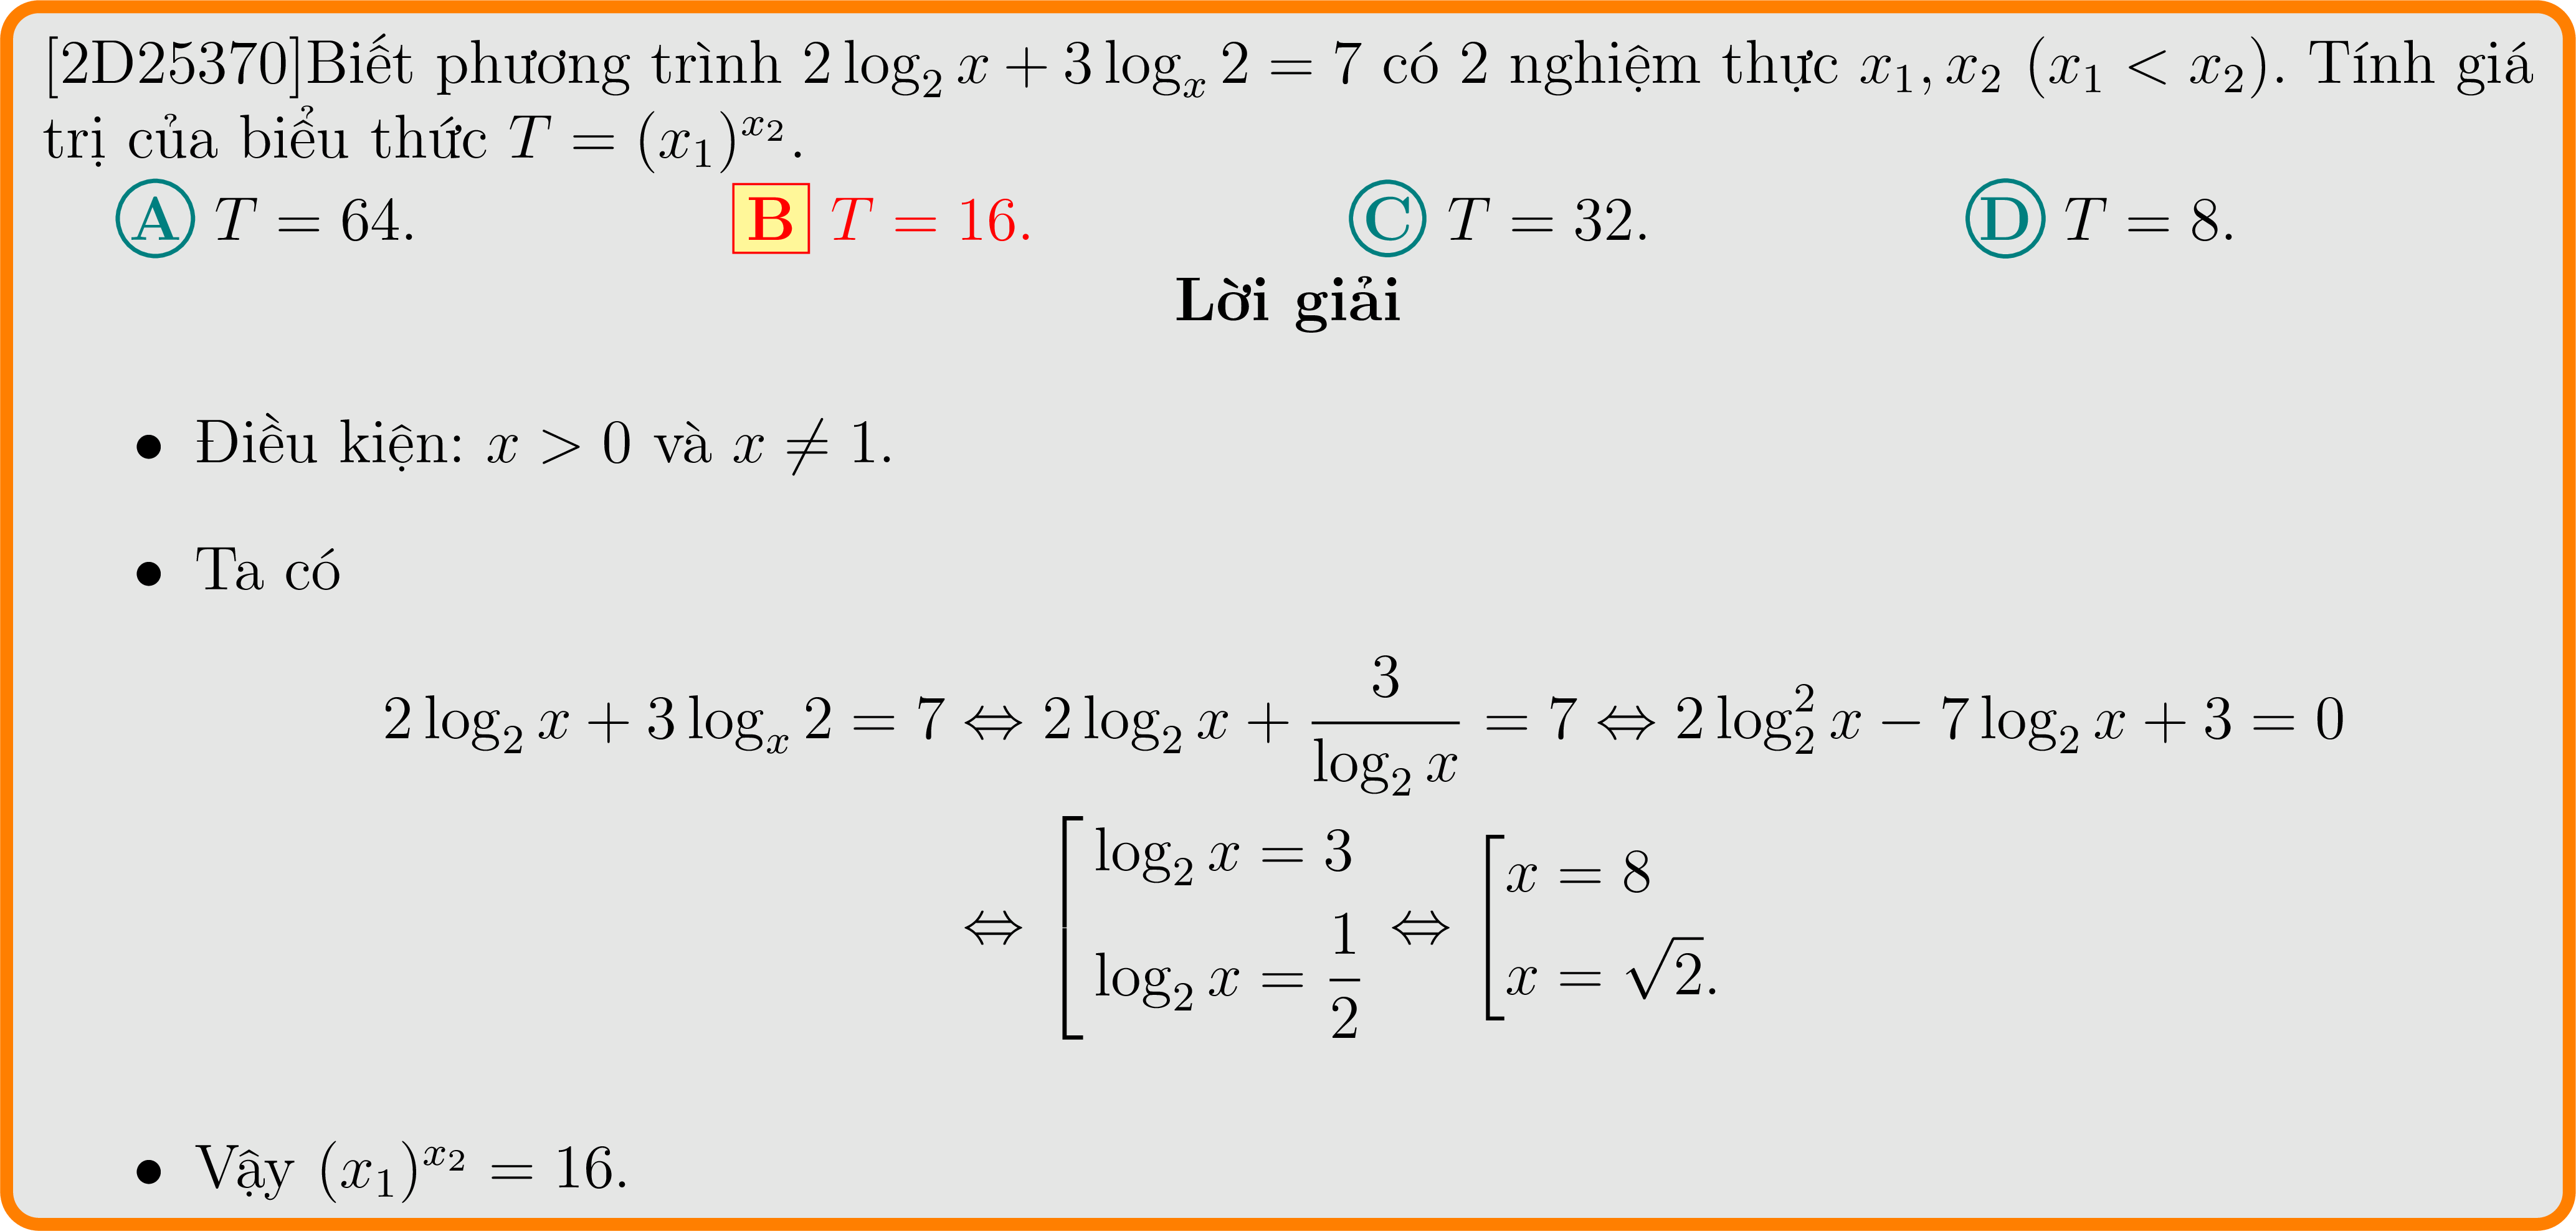 [2D25370]Biết phương trình $2\log_2 x + 3\log_x 2 = 7$ có 2 nghiệm thực $x_1, x_2$ $(x_1 < x_2)$. Tính giá
trị của biểu thức $T = (x_1)^{x_2}$.
A $T = 64$. B $T = 16$. C $T = 32$. D $T = 8$.
Lời giải
• Điều kiện: $x > 0$ và $x \neq 1$.
• Ta có
$2\log_2 x + 3\log_x 2 = 7 \Leftrightarrow 2\log_2 x + \dfrac{3}{\log_2 x} = 7 \Leftrightarrow 2\log_2^2 x - 7\log_2 x + 3 = 0$
$\Leftrightarrow \left[\begin{array}{l} \log_2 x = 3 \\ \log_2 x = \dfrac{1}{2} \end{array}\right. \Leftrightarrow \left[\begin{array}{l} x = 8 \\ x = \sqrt{2}. \end{array}\right.$
• Vậy $(x_1)^{x_2} = 16$.